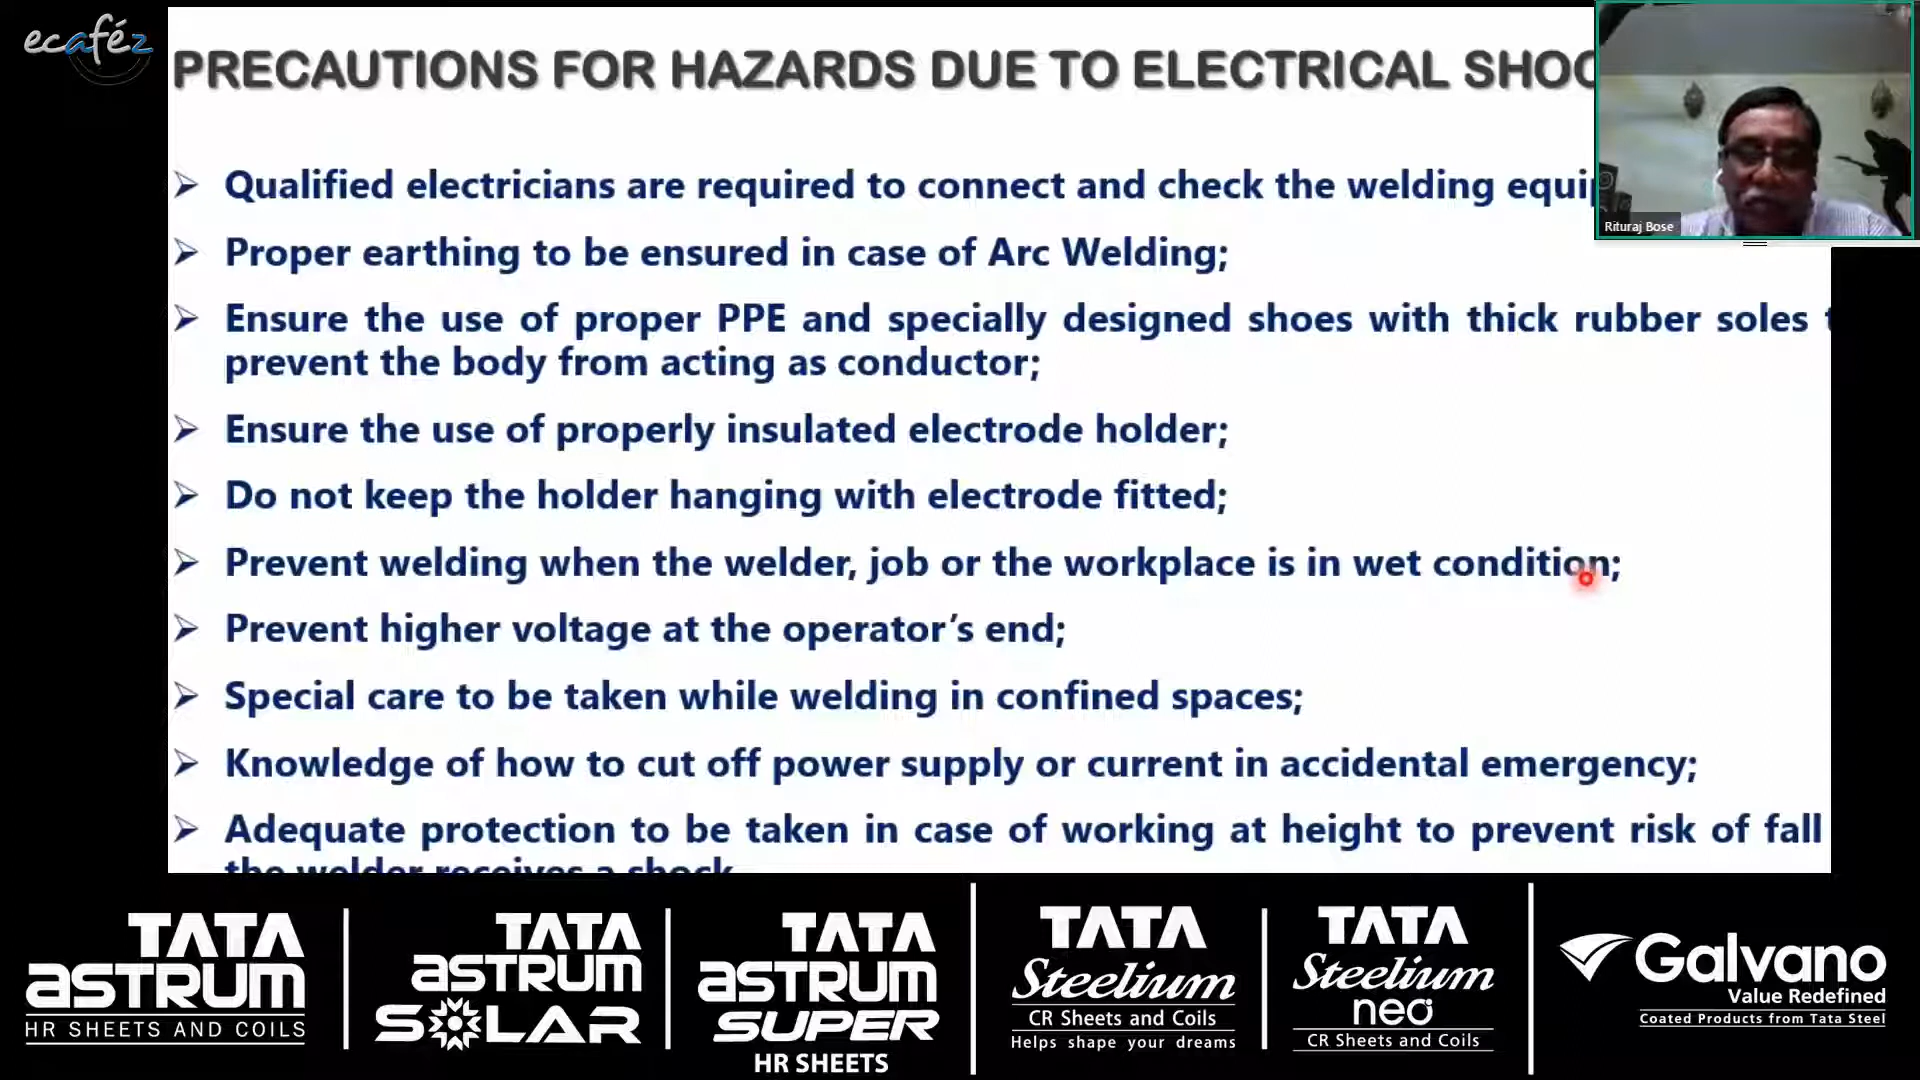 ecaféz
PRECAUTIONS FOR HAZARDS DUE TO ELECTRICAL
Qualified electricians are required to connect and check the welding
Proper earthing to be ensured in case of Arc Welding;
Ensure the use of proper PPE and specially designed shoes with thick rubber soles
prevent the body from acting as conductor;
Ensure the use of properly insulated electrode holder;
Do not keep the holder hanging with electrode fitted;
Prevent welding when the welder, job or the workplace is in wet condition;
Prevent higher voltage at the operator's end;
Special care to be taken while welding in confined spaces;
Knowledge of how to cut off power supply or current in accidental emergency;
Adequate protection to be taken in case of working at height to prevent risk of fall
the welder receives a shock
Rituraj Bose
TATA
ASTRUM
HR SHEETS AND COILS
TATA
ASTRUM
SOLAR
TATA
ASTRUM
SUPER
HR SHEETS
TATA
Steelium
CR Sheets and Coils
Helps shape your dreams
TATA
Steelium
neo
CR Sheets and Coils
Galvano
Value Redefined
Coated Products from Tata Steel